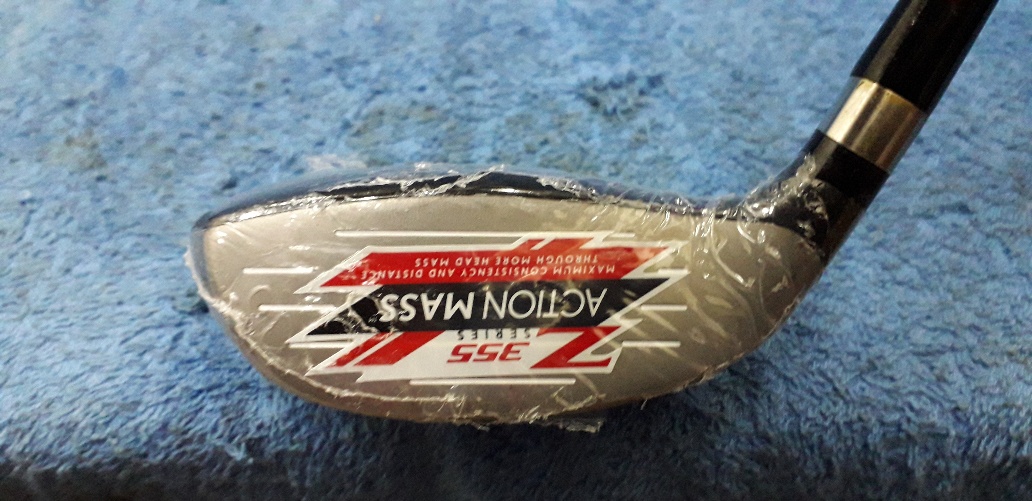 Z 355
SERIES
ACTION MASS
MAXIMUM CONSISTENCY AND DISTANCE
THROUGH MORE HEAD MASS